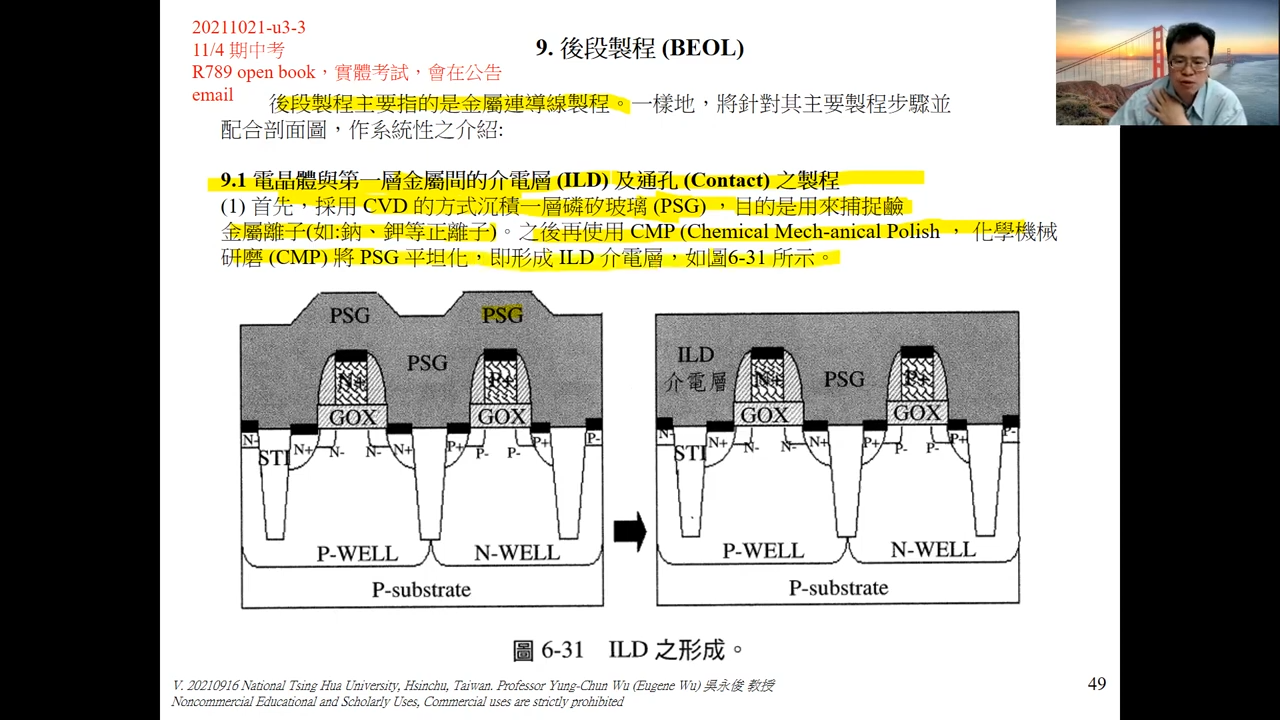 20211021-u3-3
11/4 期中考
R789 open book，實體考試，會在公告
email
9. 後段製程 (BEOL)
後段製程主要指的是金屬連導線製程。一樣地，將針對其主要製程步驟並
配合剖面圖，作系統性之介紹:
9.1 電晶體與第一層金屬間的介電層 (ILD) 及通孔 (Contact) 之製程
(1) 首先，採用 CVD 的方式沉積一層磷矽玻璃 (PSG) ，目的是用來捕捉鹼
金屬離子(如:鈉、鉀等正離子)。之後再使用 CMP (Chemical Mech-anical Polish ， 化學機械
研磨 (CMP) 將 PSG 平坦化，即形成 ILD 介電層，如圖6-31 所示。
PSG PSG
PSG
N+ P+
GOX GOX
N- STI N+ N- N- N+ P+ P- P- P+ P-
P-WELL N-WELL
P-substrate
ILD
介電層 PSG
N+ P+
GOX GOX
N- STI N+ N- N- N+ P+ P- P- P+ P-
P-WELL N-WELL
P-substrate
圖 6-31 ILD 之形成。
V. 20210916 National Tsing Hua University, Hsinchu, Taiwan. Professor Yung-Chun Wu (Eugene Wu) 吳永俊 教授
Noncommercial Educational and Scholarly Uses, Commercial uses are strictly prohibited
49